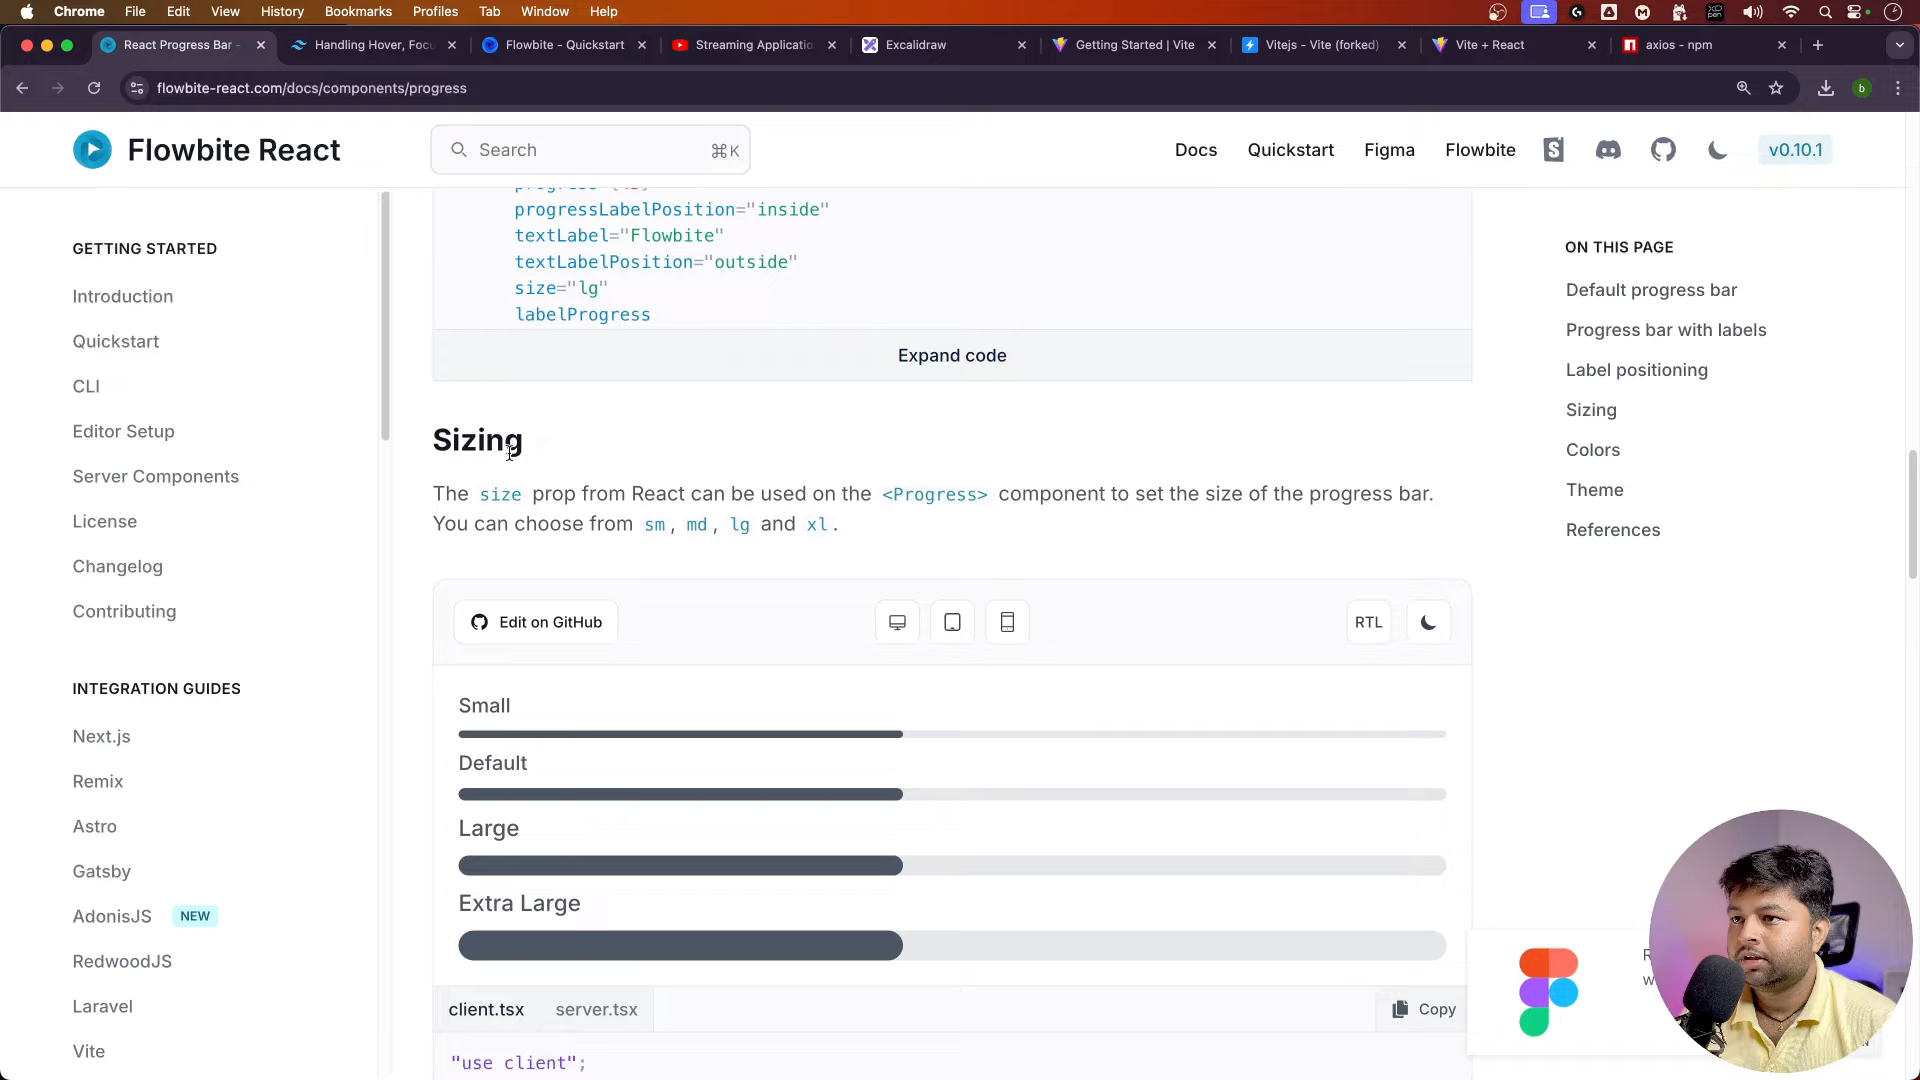 Chrome File Edit View History Bookmarks Profiles Tab Window Help
React Progress Bar - Handling Hover, Focu Flowbite - Quickstart Streaming Applicatio Excalidraw Getting Started | Vite Vitejs - Vite (forked) Vite + React axios - npm
flowbite-react.com/docs/components/progress b
Flowbite React Search ⌘K Docs Quickstart Figma Flowbite v0.10.1
GETTING STARTED
Introduction
Quickstart
CLI
Editor Setup
Server Components
License
Changelog
Contributing
INTEGRATION GUIDES
Next.js
Remix
Astro
Gatsby
AdonisJS NEW
RedwoodJS
Laravel
Vite
progressLabelPosition="inside"
textLabel="Flowbite"
textLabelPosition="outside"
size="lg"
labelProgress
Expand code
Sizing
The size prop from React can be used on the <Progress> component to set the size of the progress bar.
You can choose from sm, md, lg and xl.
Edit on GitHub RTL
Small
Default
Large
Extra Large
client.tsx server.tsx Copy
"use client";
ON THIS PAGE
Default progress bar
Progress bar with labels
Label positioning
Sizing
Colors
Theme
References